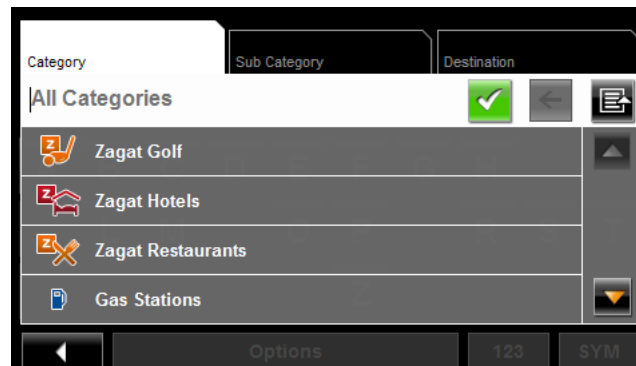 Category Sub Category Destination
All Categories
Z Zagat Golf
Z Zagat Hotels
Z Zagat Restaurants
Gas Stations
Options 123 SYM